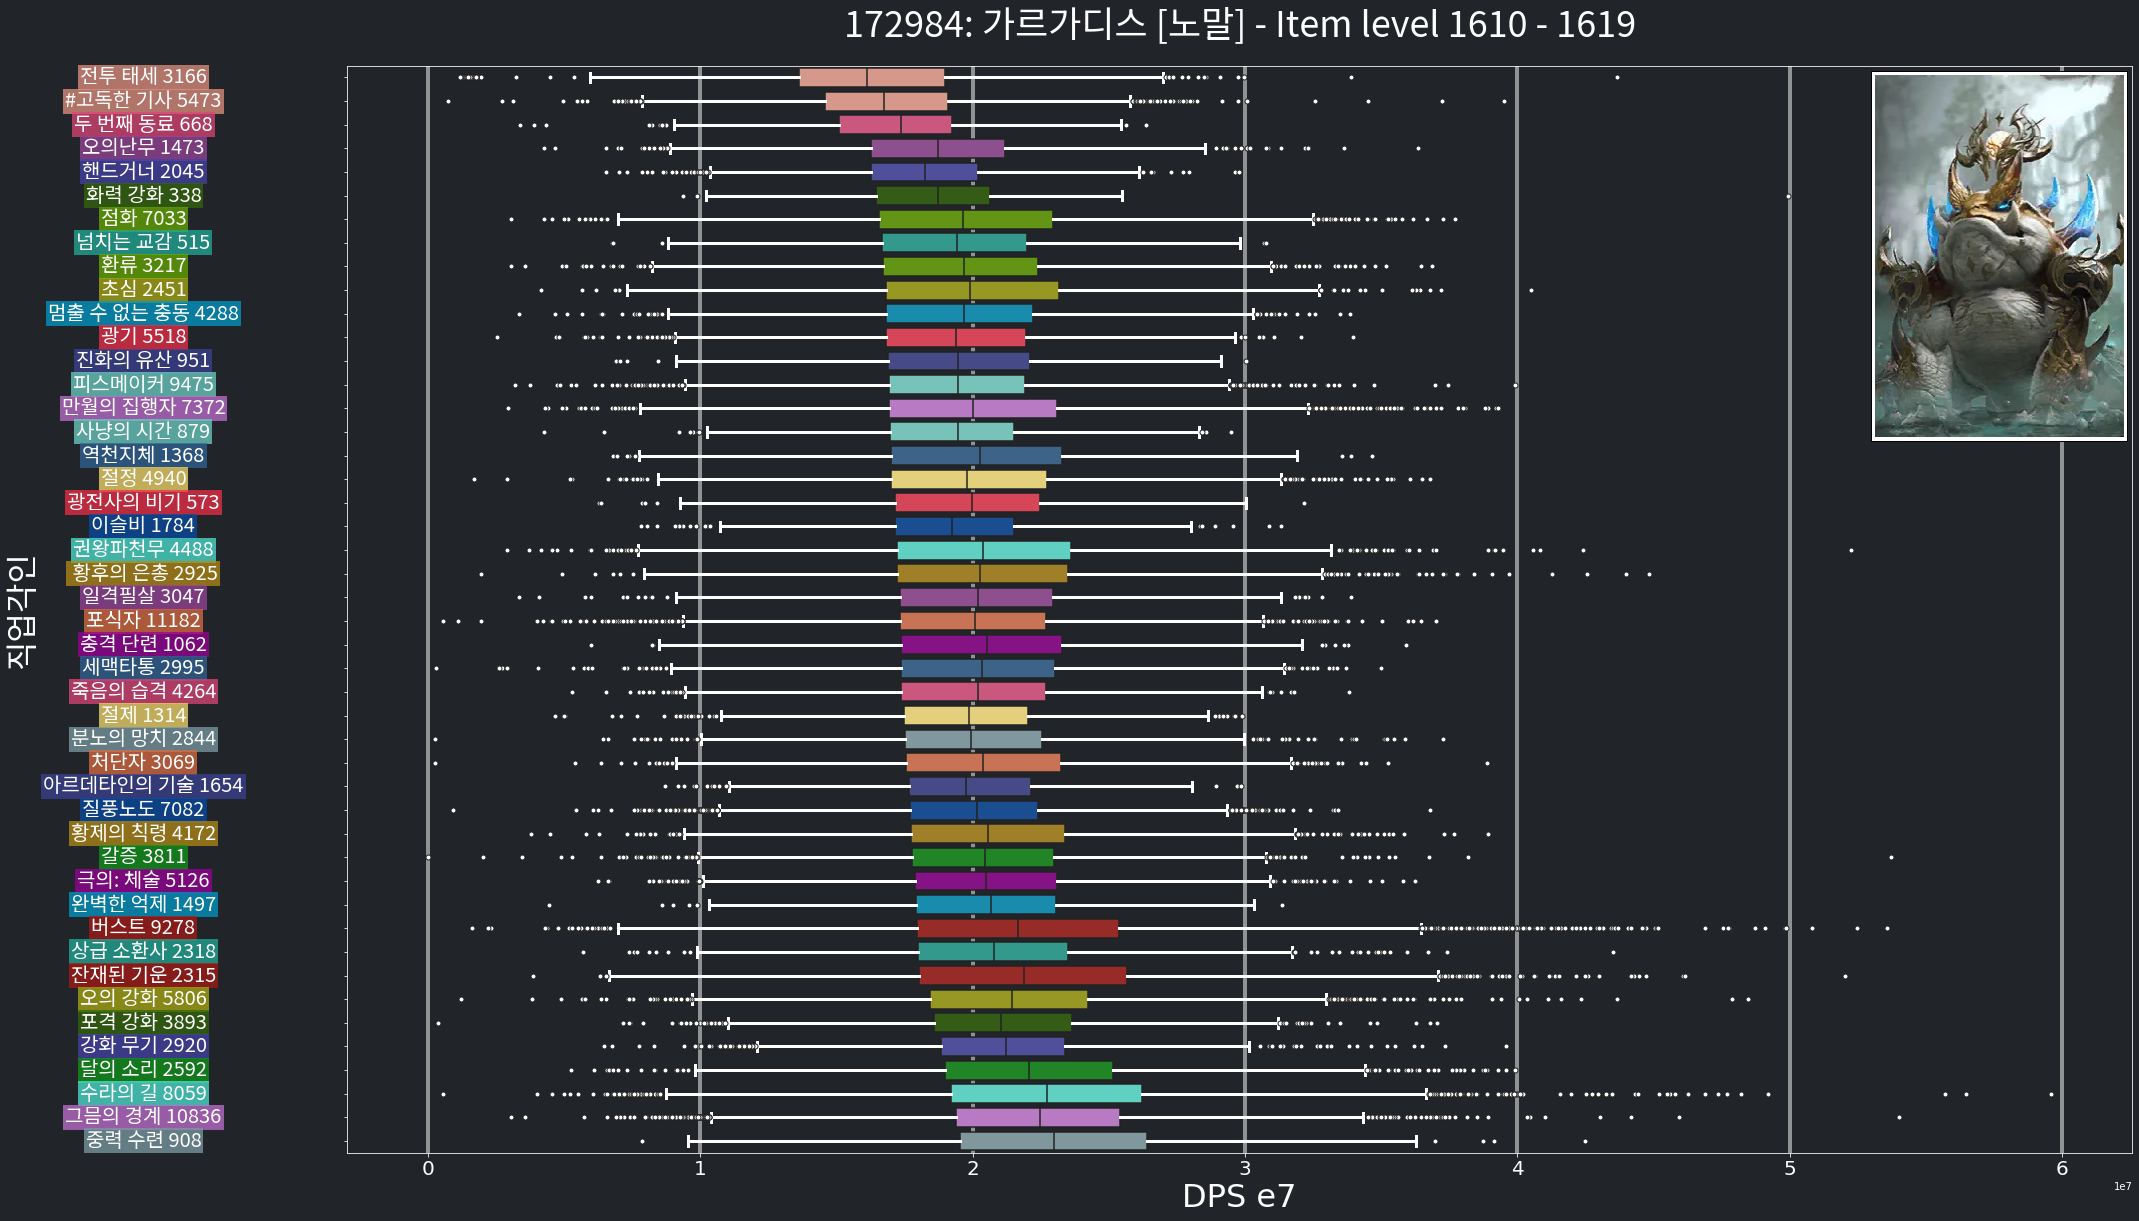 172984: 가르가디스 [노말] - Item level 1610 - 1619
전투 태세 3166
#고독한 기사 5473
두 번째 동료 668
오의난무 1473
핸드거너 2045
화력 강화 338
점화 7033
넘치는 교감 515
환류 3217
초심 2451
멈출 수 없는 충동 4288
광기 5518
진화의 유산 951
피스메이커 9475
만월의 집행자 7372
사냥의 시간 879
역천지체 1368
절정 4940
광전사의 비기 573
이슬비 1784
권왕파천무 4488
황후의 은총 2925
일격필살 3047
포식자 11182
충격 단련 1062
세맥타통 2995
죽음의 습격 4264
절제 1314
분노의 망치 2844
처단자 3069
아르데타인의 기술 1654
질풍노도 7082
황제의 칙령 4172
갈증 3811
극의: 체술 5126
완벽한 억제 1497
버스트 9278
상급 소환사 2318
잔재된 기운 2315
오의 강화 5806
포격 강화 3893
강화 무기 2920
달의 소리 2592
수라의 길 8059
그믐의 경계 10836
중력 수련 908
직업각인
0 1 2 3 4 5 6
1e7
DPS e7